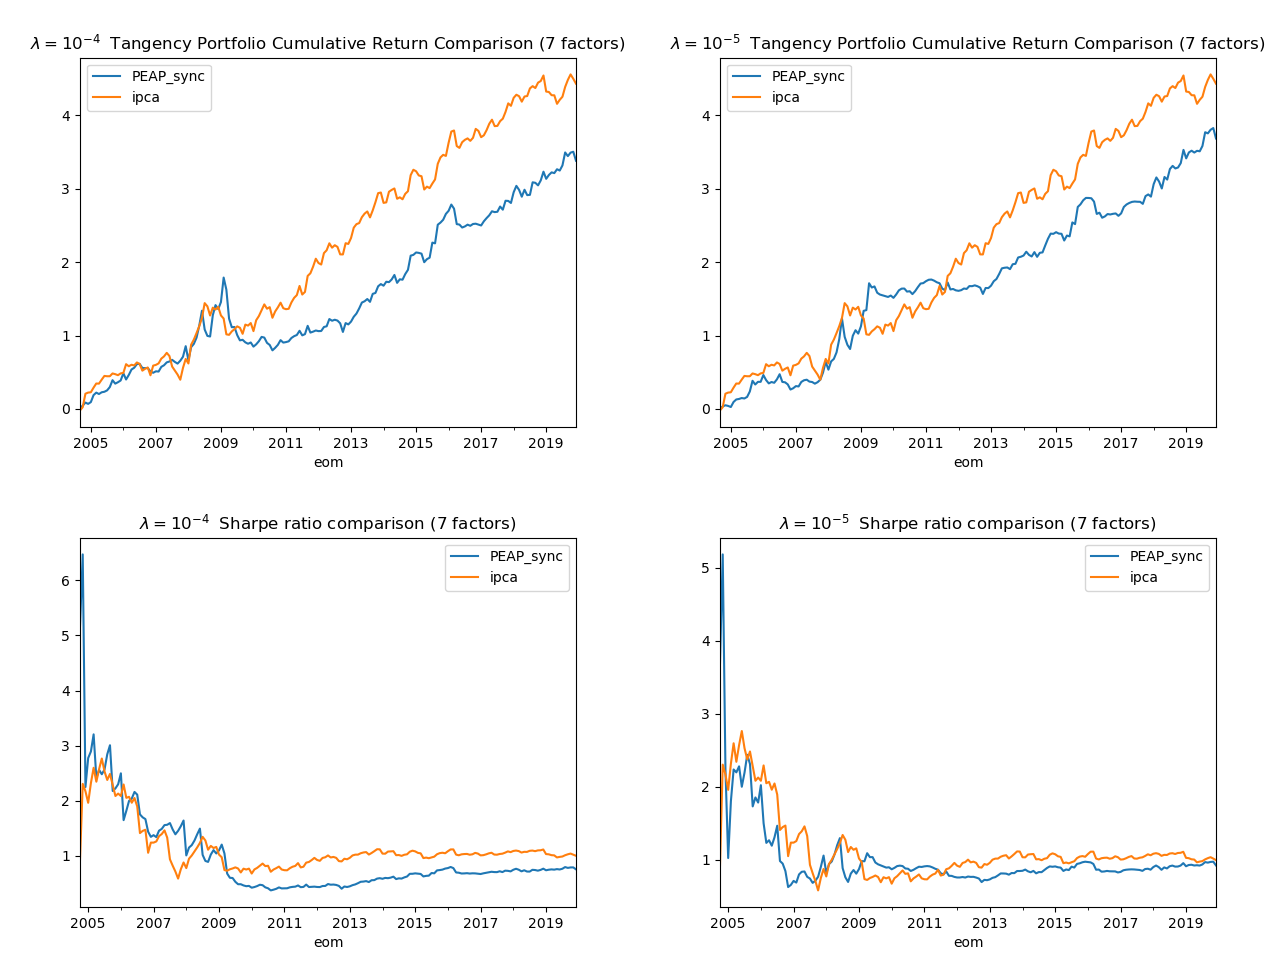 λ = 10⁻⁴ Tangency Portfolio Cumulative Return Comparison (7 factors)
PEAP_sync
ipca
4
3
2
1
0
2005 2007 2009 2011 2013 2015 2017 2019
eom
λ = 10⁻⁵ Tangency Portfolio Cumulative Return Comparison (7 factors)
PEAP_sync
ipca
4
3
2
1
0
2005 2007 2009 2011 2013 2015 2017 2019
eom
λ = 10⁻⁴ Sharpe ratio comparison (7 factors)
PEAP_sync
ipca
6
5
4
3
2
1
2005 2007 2009 2011 2013 2015 2017 2019
eom
λ = 10⁻⁵ Sharpe ratio comparison (7 factors)
PEAP_sync
ipca
5
4
3
2
1
2005 2007 2009 2011 2013 2015 2017 2019
eom